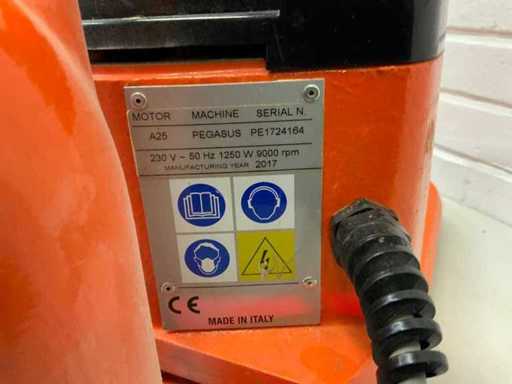 MOTOR MACHINE SERIAL N.
A25 PEGASUS PE1724164
230 V ~ 50 Hz 1250 W 9000 rpm
MANUFACTURING YEAR 2017
CE
MADE IN ITALY